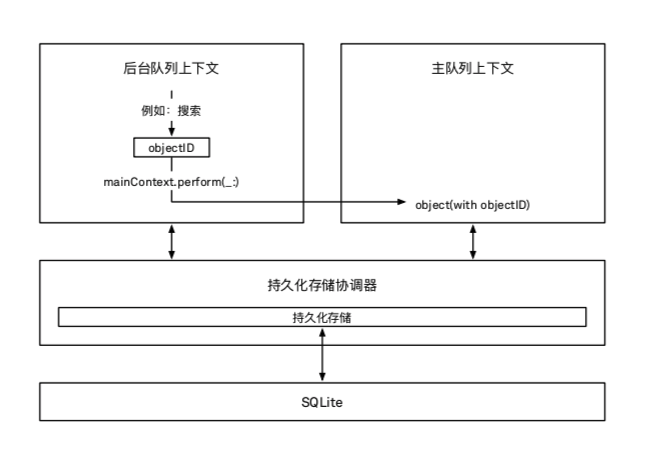 后台队列上下文
例如：搜索
objectID
mainContext.perform(_:)
主队列上下文
object(with objectID)
持久化存储协调器
持久化存储
SQLite